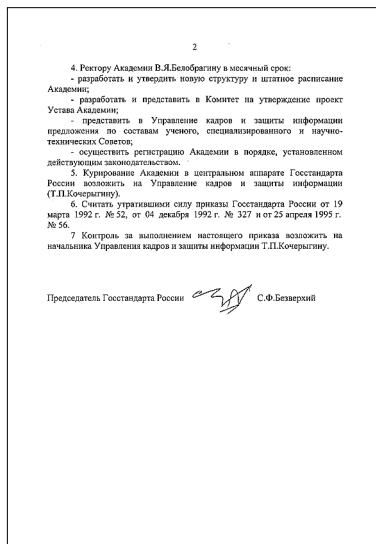 2
4. Ректору Академии В.Я.Белобрагину в месячный срок:
- разработать и утвердить новую структуру и штатное расписание
Академии;
- разработать и представить в Комитет на утверждение проект
Устава Академии;
- представить в Управление кадров и защиты информации
предложения по составам ученого, специализированного и научно-
технических Советов;
- осуществить регистрацию Академии в порядке, установленном
действующим законодательством.
5. Курирование Академии в центральном аппарате Госстандарта
России возложить на Управление кадров и защиты информации
(Т.П.Кочерыгину).
6. Считать утратившими силу приказы Госстандарта России от 19
марта 1992 г. № 52, от 04 декабря 1992 г. № 327 и от 25 апреля 1995 г.
№ 56.
7 Контроль за выполнением настоящего приказа возложить на
начальника Управления кадров и защиты информации Т.П.Кочерыгину.
Председатель Госстандарта России С.Ф.Безверхий